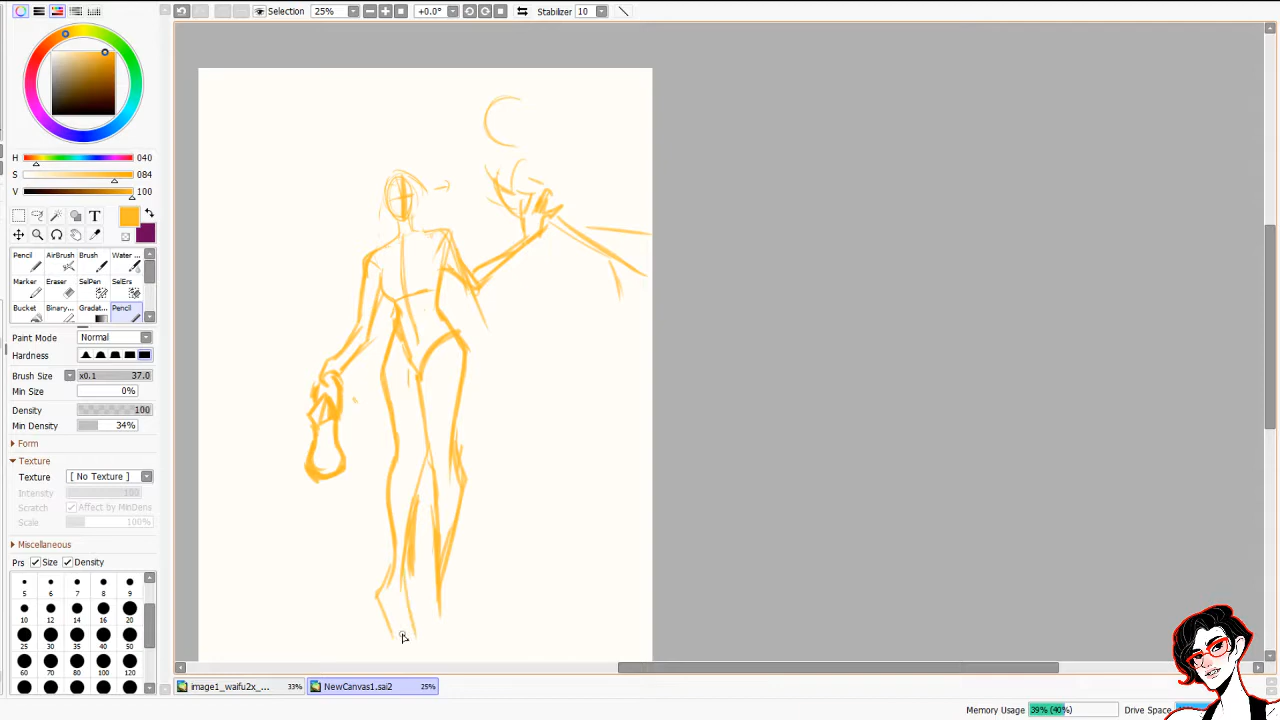 Selection 25% +0.0° Stabilizer 10
H 040
S 084
V 100
T
Pencil AirBrush Brush Water ...
Marker Eraser SelPen SelErs
Bucket Binary... Gradat... Pencil
Paint Mode Normal
Hardness
Brush Size x0.1 37.0
Min Size 0%
Density 100
Min Density 34%
Form
Texture
Texture [ No Texture ]
Intensity 100
Scratch Affect by MinDens
Scale 100%
Miscellaneous
Prs Size Density
5 6 7 8 9
10 12 14 16 20
25 30 35 40 50
60 70 80 100 120
image1_waifu2x_... 33% NewCanvas1.sai2 25%
Memory Usage 39% (40%) Drive Space